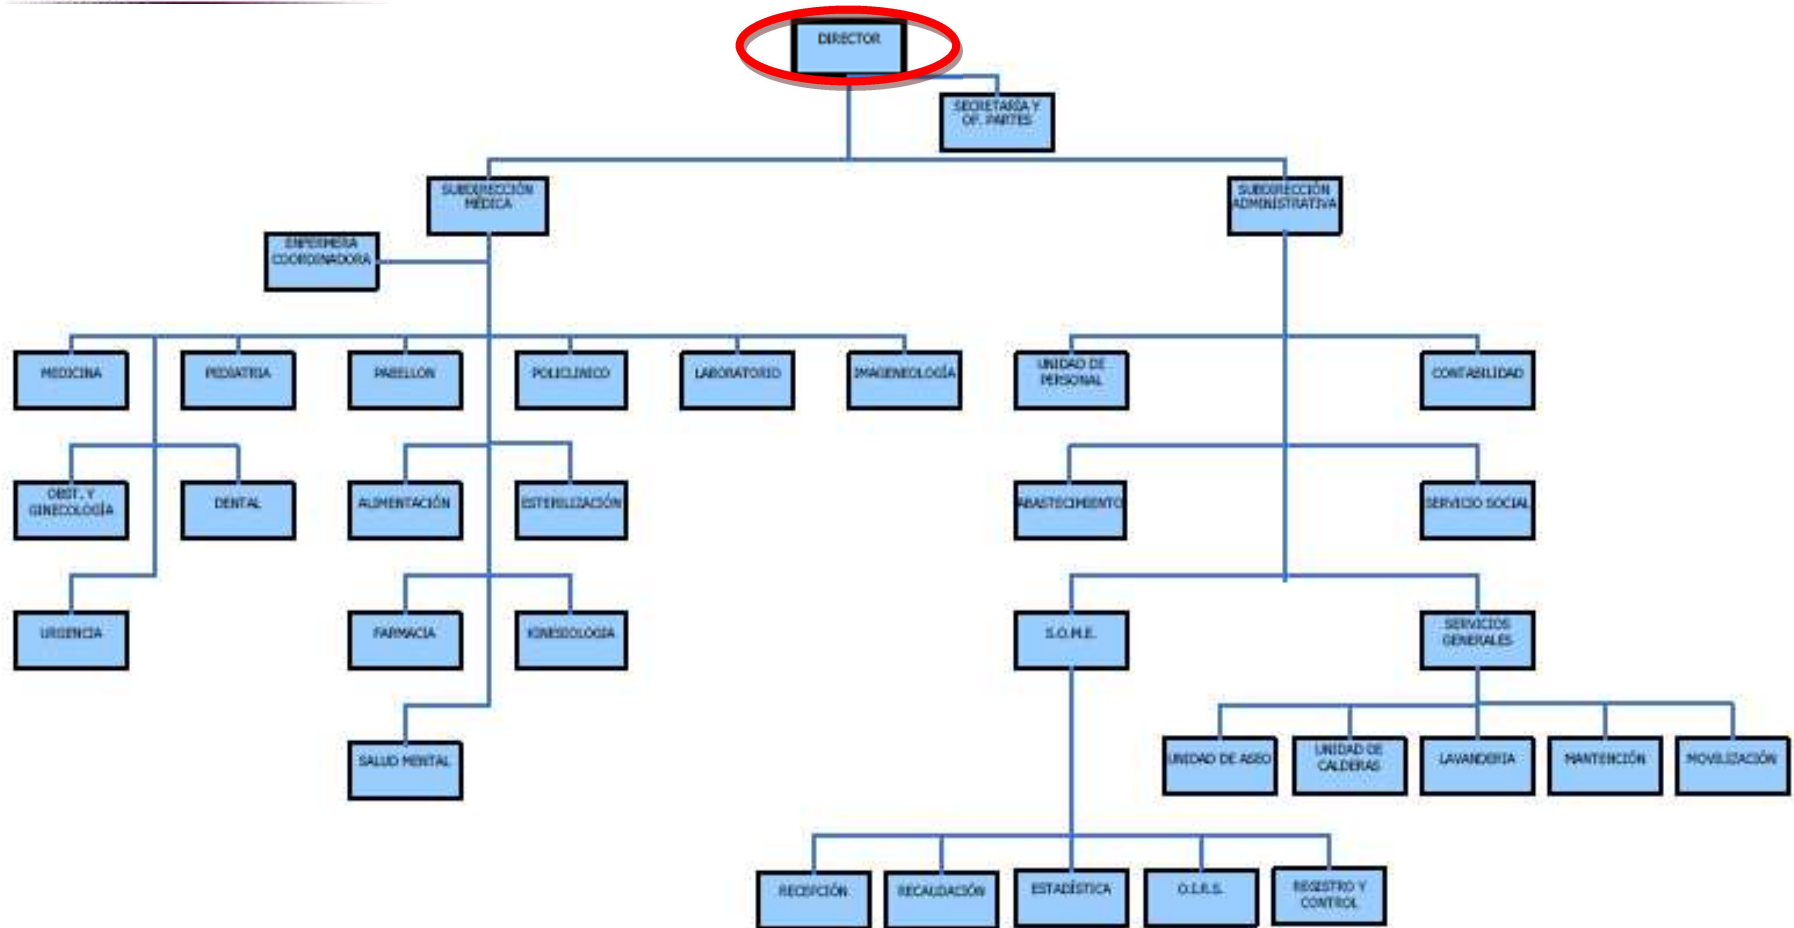 DIRECTOR
SECRETARÍA Y
OF. PARTES
SUBDIRECCIÓN
MÉDICA
SUBDIRECCIÓN
ADMINISTRATIVA
ENFERMERA
COORDINADORA
MEDICINA
PEDIATRIA
PABELLON
POLICLINICO
LABORATORIO
IMAGENEOLOGÍA
UNIDAD DE
PERSONAL
CONTABILIDAD
OBST. Y
GINECOLOGÍA
DENTAL
ALIMENTACIÓN
ESTERILIZACIÓN
ABASTECIMIENTO
SERVICIO SOCIAL
URGENCIA
FARMACIA
KINESIOLOGIA
S.O.M.E.
SERVICIOS
GENERALES
SALUD MENTAL
UNIDAD DE ASEO
UNIDAD DE
CALDERAS
LAVANDERIA
MANTENCIÓN
MOVILIZACIÓN
RECEPCIÓN
RECAUDACIÓN
ESTADÍSTICA
O.I.R.S.
REGISTRO Y
CONTROL